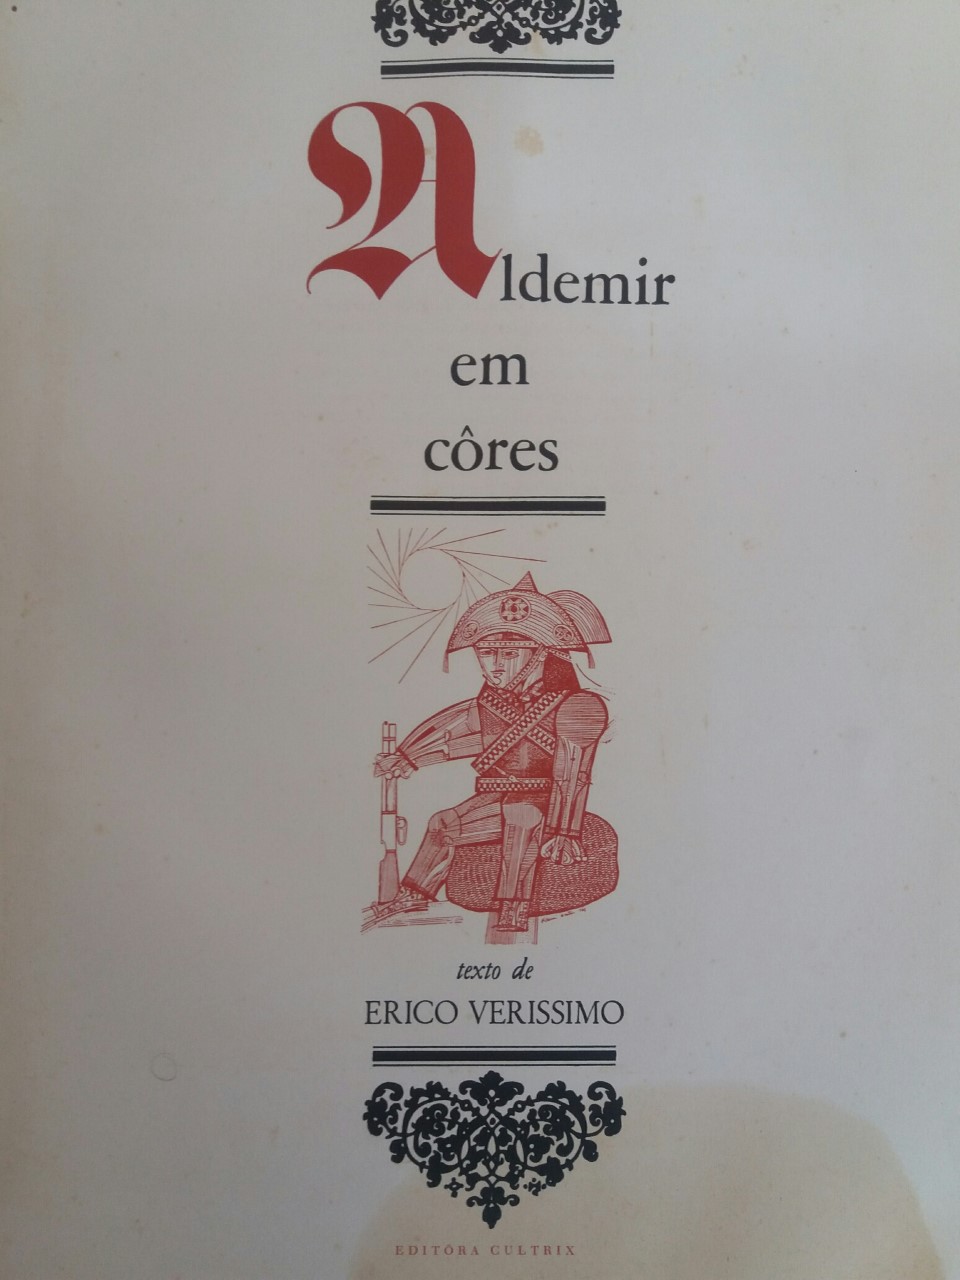 Aldemir
em
côres
texto de
ERICO VERISSIMO
EDITÔRA CULTRIX